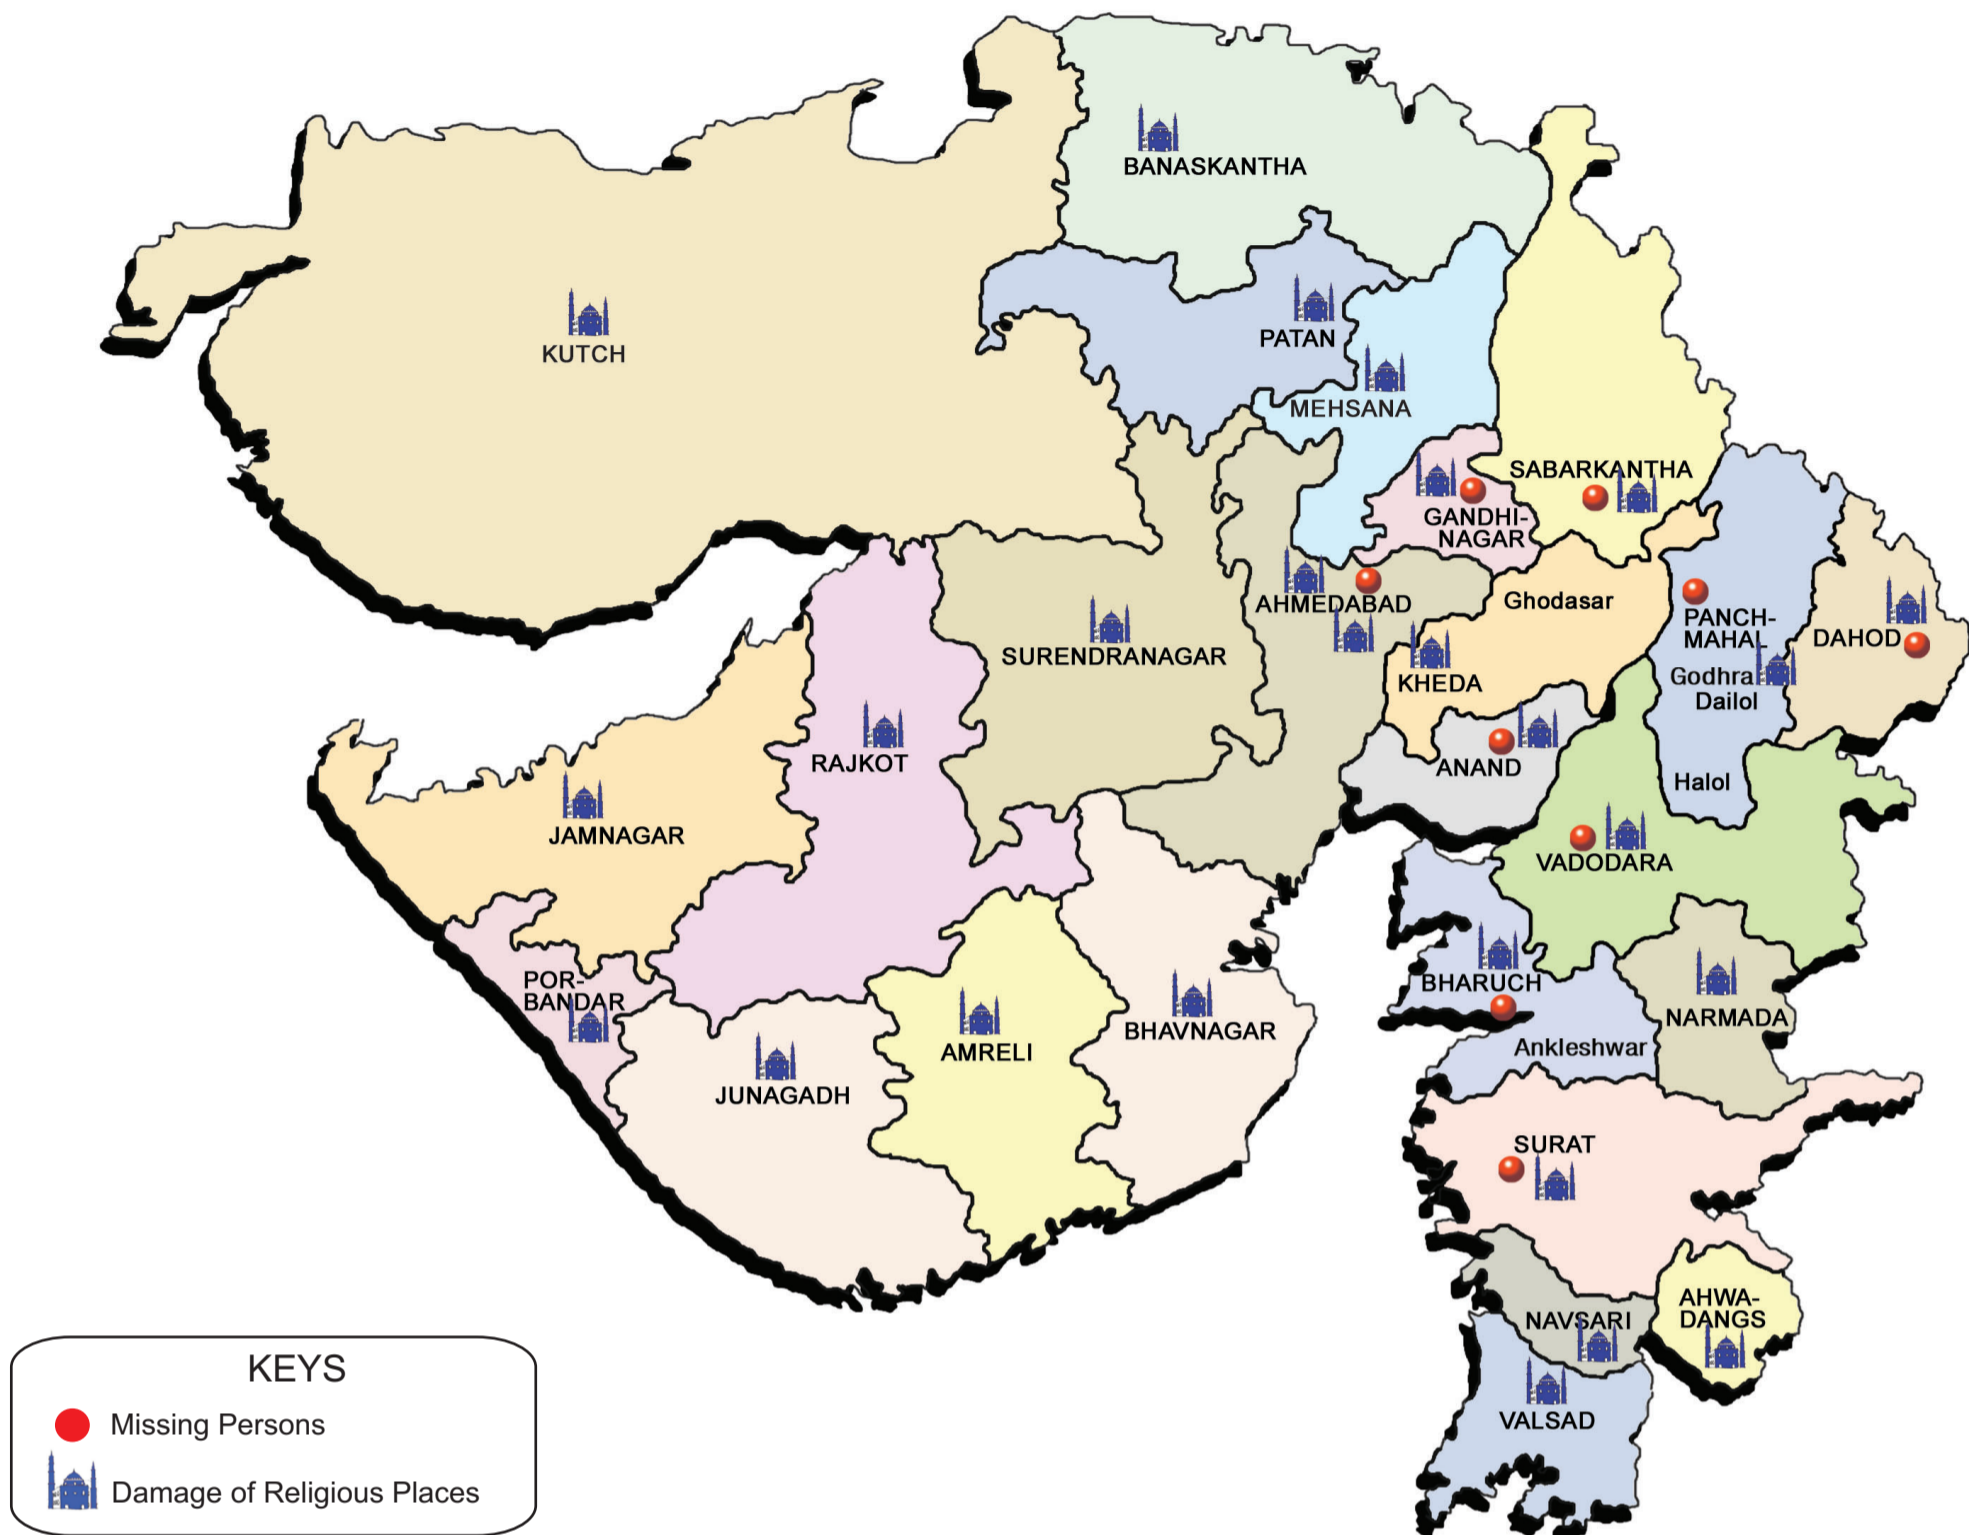 BANASKANTHA
PATAN
KUTCH
MEHSANA
SABARKANTHA
GANDHI-
NAGAR
AHMEDABAD
Ghodasar
PANCH-
MAHAL
DAHOD
SURENDRANAGAR
KHEDA
Godhra
Dailol
RAJKOT
ANAND
Halol
JAMNAGAR
VADODARA
POR-
BANDAR
BHARUCH
NARMADA
BHAVNAGAR
AMRELI
Ankleshwar
JUNAGADH
SURAT
AHWA-
DANGS
NAVSARI
VALSAD
KEYS
Missing Persons
Damage of Religious Places